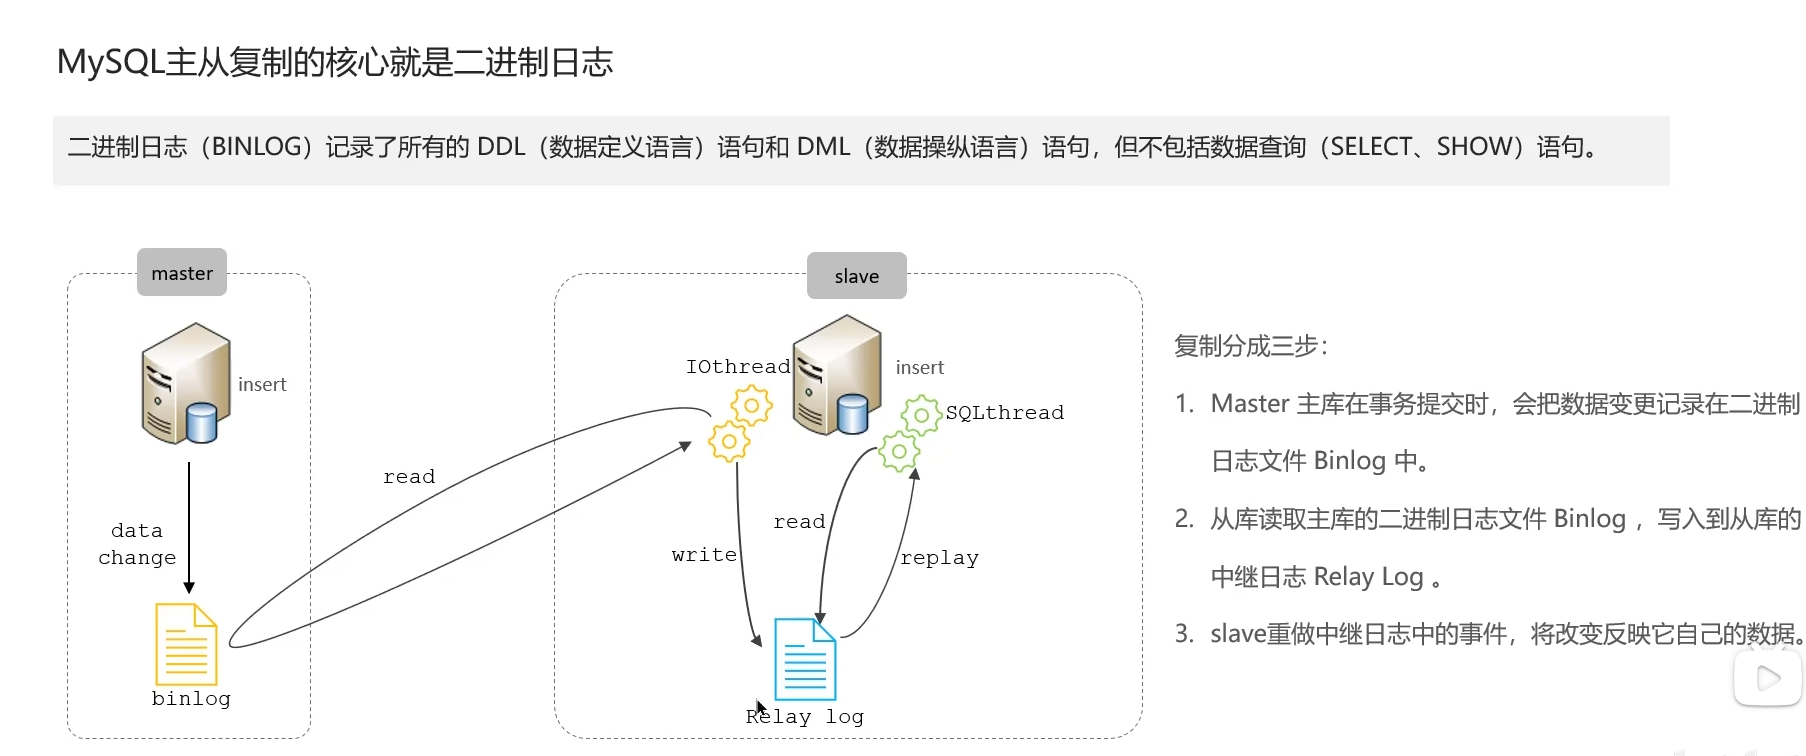 MySQL主从复制的核心就是二进制日志
二进制日志（BINLOG）记录了所有的 DDL（数据定义语言）语句和 DML（数据操纵语言）语句，但不包括数据查询（SELECT、SHOW）语句。
master
insert
data
change
binlog
read
slave
IOthread
insert
SQLthread
write
read
replay
Relay log
复制分成三步：
1. Master 主库在事务提交时，会把数据变更记录在二进制
日志文件 Binlog 中。
2. 从库读取主库的二进制日志文件 Binlog ，写入到从库的
中继日志 Relay Log 。
3. slave重做中继日志中的事件，将改变反映它自己的数据。